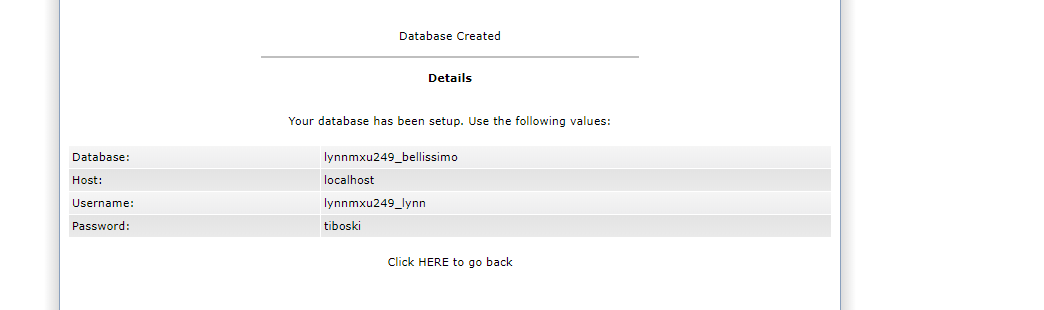 Database Created
Details
Your database has been setup. Use the following values:
Database: lynnmxu249_bellissimo
Host: localhost
Username: lynnmxu249_lynn
Password: tiboski
Click HERE to go back